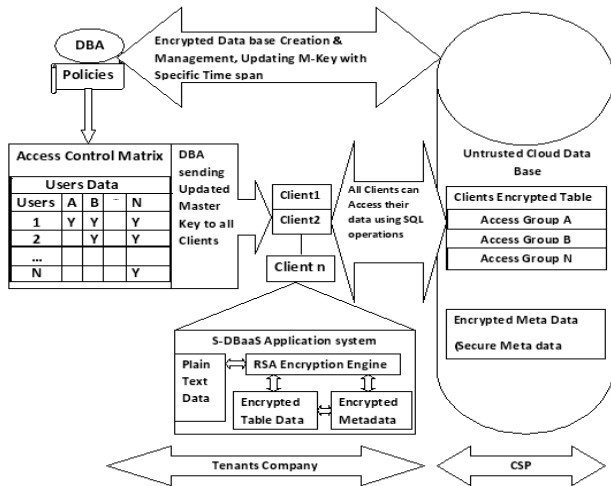 DBA
Policies
Encrypted Data base Creation &
Management, Updating M-Key with
Specific Time span
Access Control Matrix
Users Data
Users A B ... N
1 Y Y Y
2 Y Y
...
N Y
DBA
sending
Updated
Master
Key to all
Clients
Client1
Client2
Client n
All Clients can
Access their
data using SQL
operations
Untrusted Cloud Data
Base
Clients Encrypted Table
Access Group A
Access Group B
Access Group N
Encrypted Meta Data
(Secure Meta data
S-DBaaS Application system
Plain
Text
Data
RSA Encryption Engine
Encrypted
Table Data
Encrypted
Metadata
Tenants Company
CSP